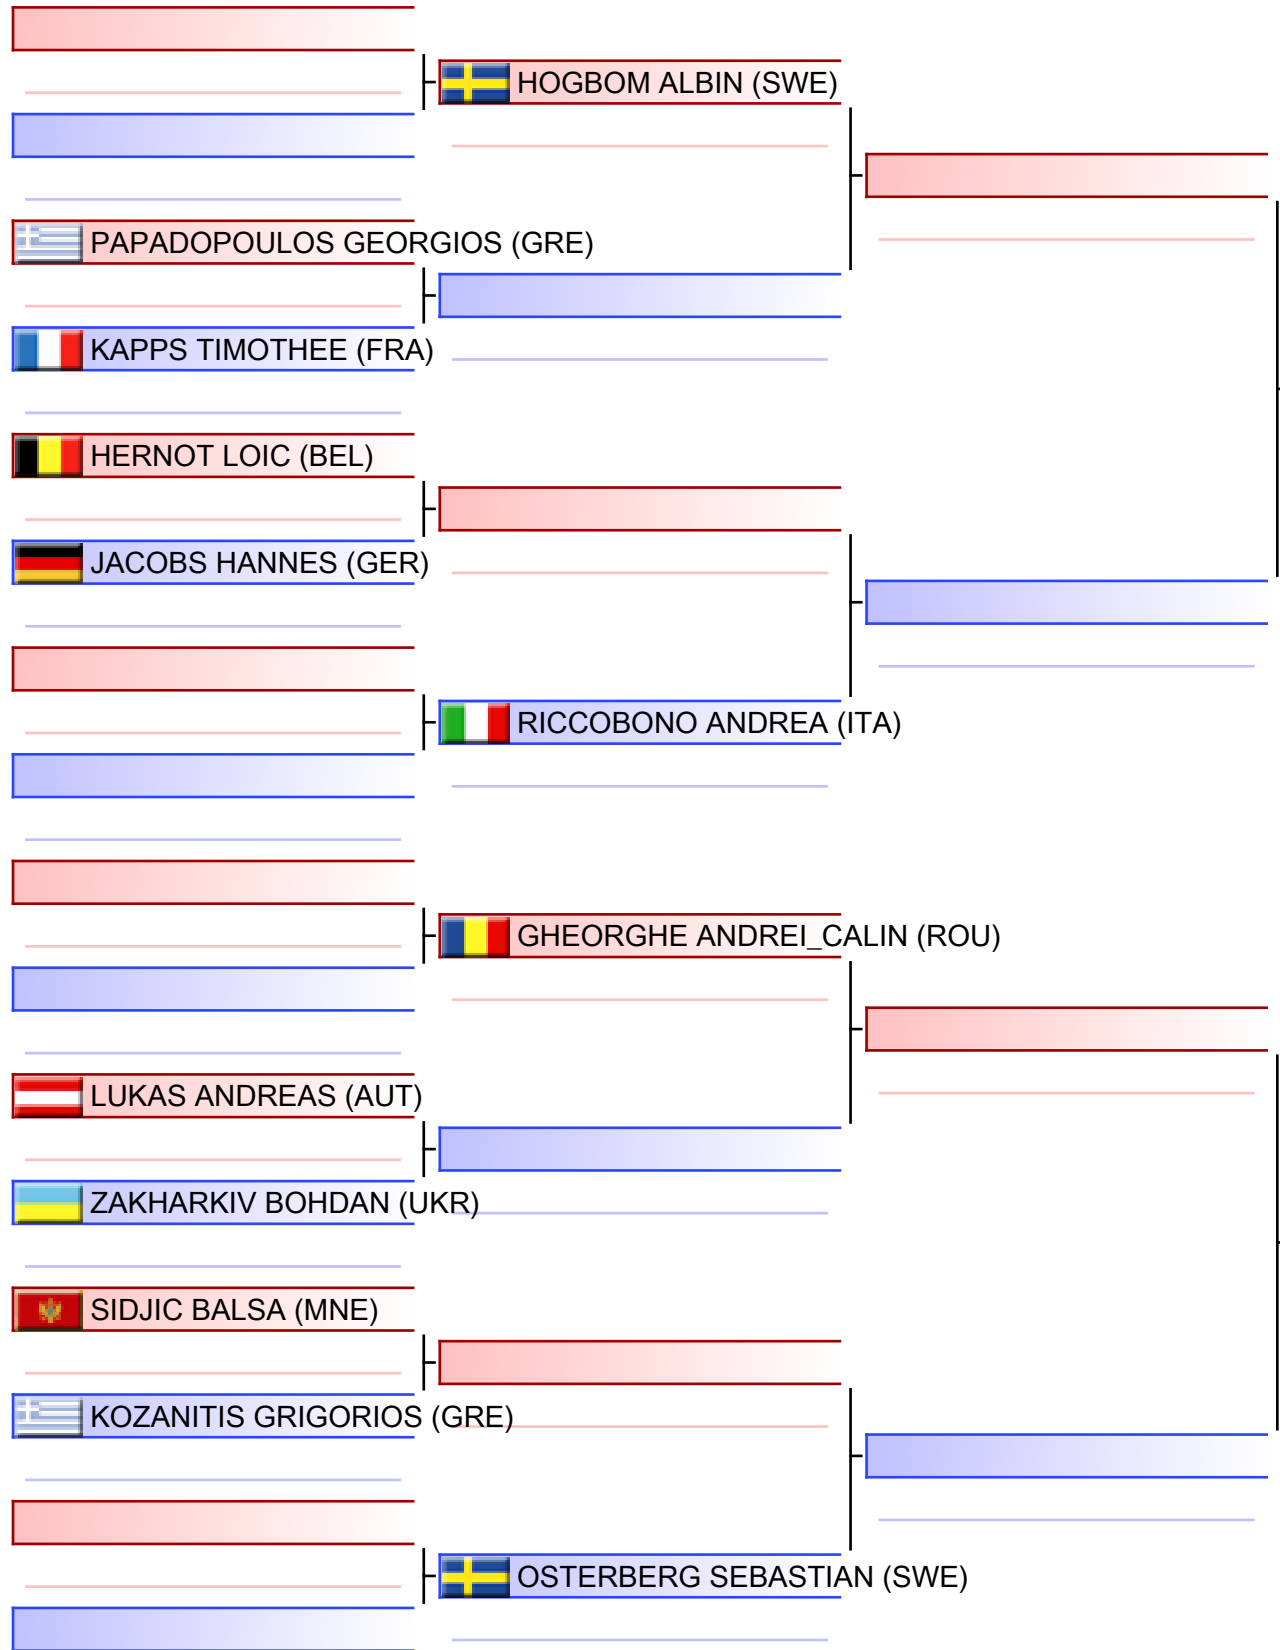 HOGBOM ALBIN (SWE)
PAPADOPOULOS GEORGIOS (GRE)
KAPPS TIMOTHEE (FRA)
HERNOT LOIC (BEL)
JACOBS HANNES (GER)
RICCOBONO ANDREA (ITA)
GHEORGHE ANDREI_CALIN (ROU)
LUKAS ANDREAS (AUT)
ZAKHARKIV BOHDAN (UKR)
SIDJIC BALSA (MNE)
KOZANITIS GRIGORIOS (GRE)
OSTERBERG SEBASTIAN (SWE)